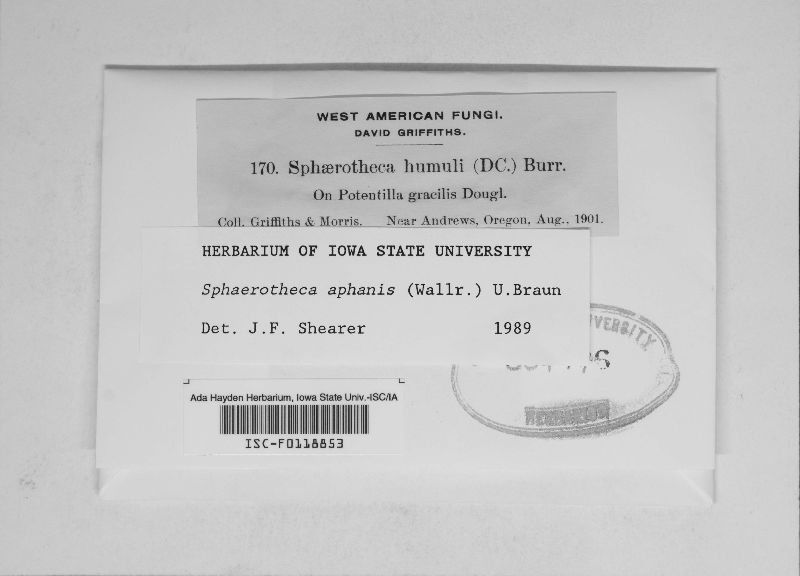 WEST AMERICAN FUNGI.
DAVID GRIFFITHS.
170. Sphærotheca humuli (DC.) Burr.
On Potentilla gracilis Dougl.
Coll. Griffiths & Morris. Near Andrews, Oregon, Aug., 1901.
HERBARIUM OF IOWA STATE UNIVERSITY
Sphaerotheca aphanis (Wallr.) U.Braun
Det. J.F. Shearer 1989
HERBARIUM
Ada Hayden Herbarium, Iowa State Univ.-ISC/IA
ISC-F0118853